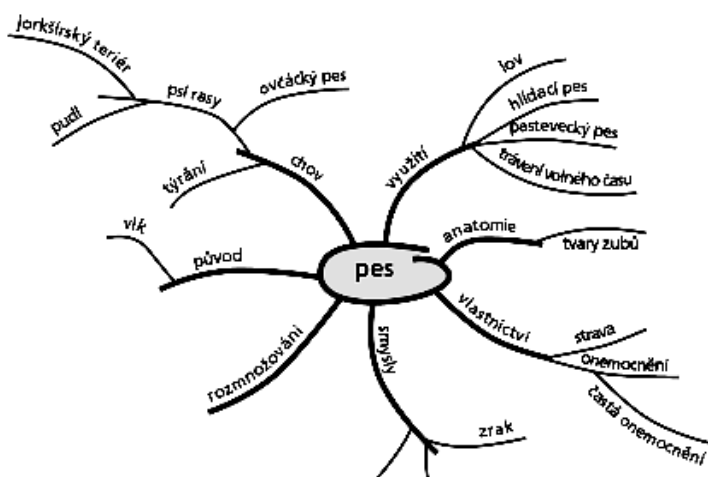 jorkšírský teriér
pudl
psí rasy
ovčácký pes
týrání
chov
lov
hlídací pes
pastevecký pes
trávení volného času
využití
vlk
původ
pes
anatomie
tvary zubů
vlastnictví
strava
onemocnění
častá onemocnění
rozmnožování
smysly
zrak